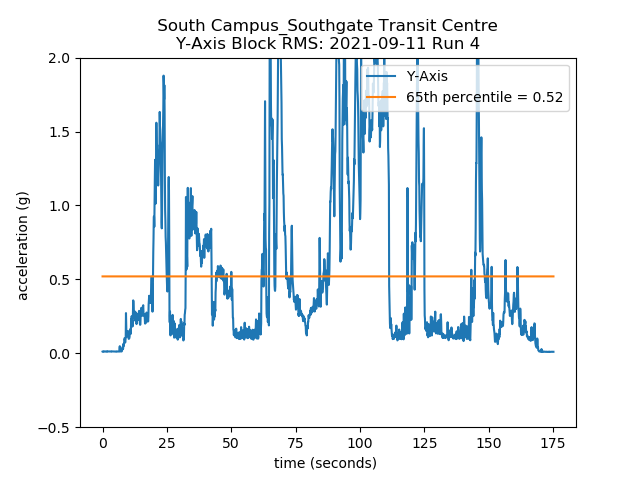 South Campus_Southgate Transit Centre
Y-Axis Block RMS: 2021-09-11 Run 4
Y-Axis
65th percentile = 0.52
acceleration (g)
2.0
1.5
1.0
0.5
0.0
−0.5
0 25 50 75 100 125 150 175
time (seconds)